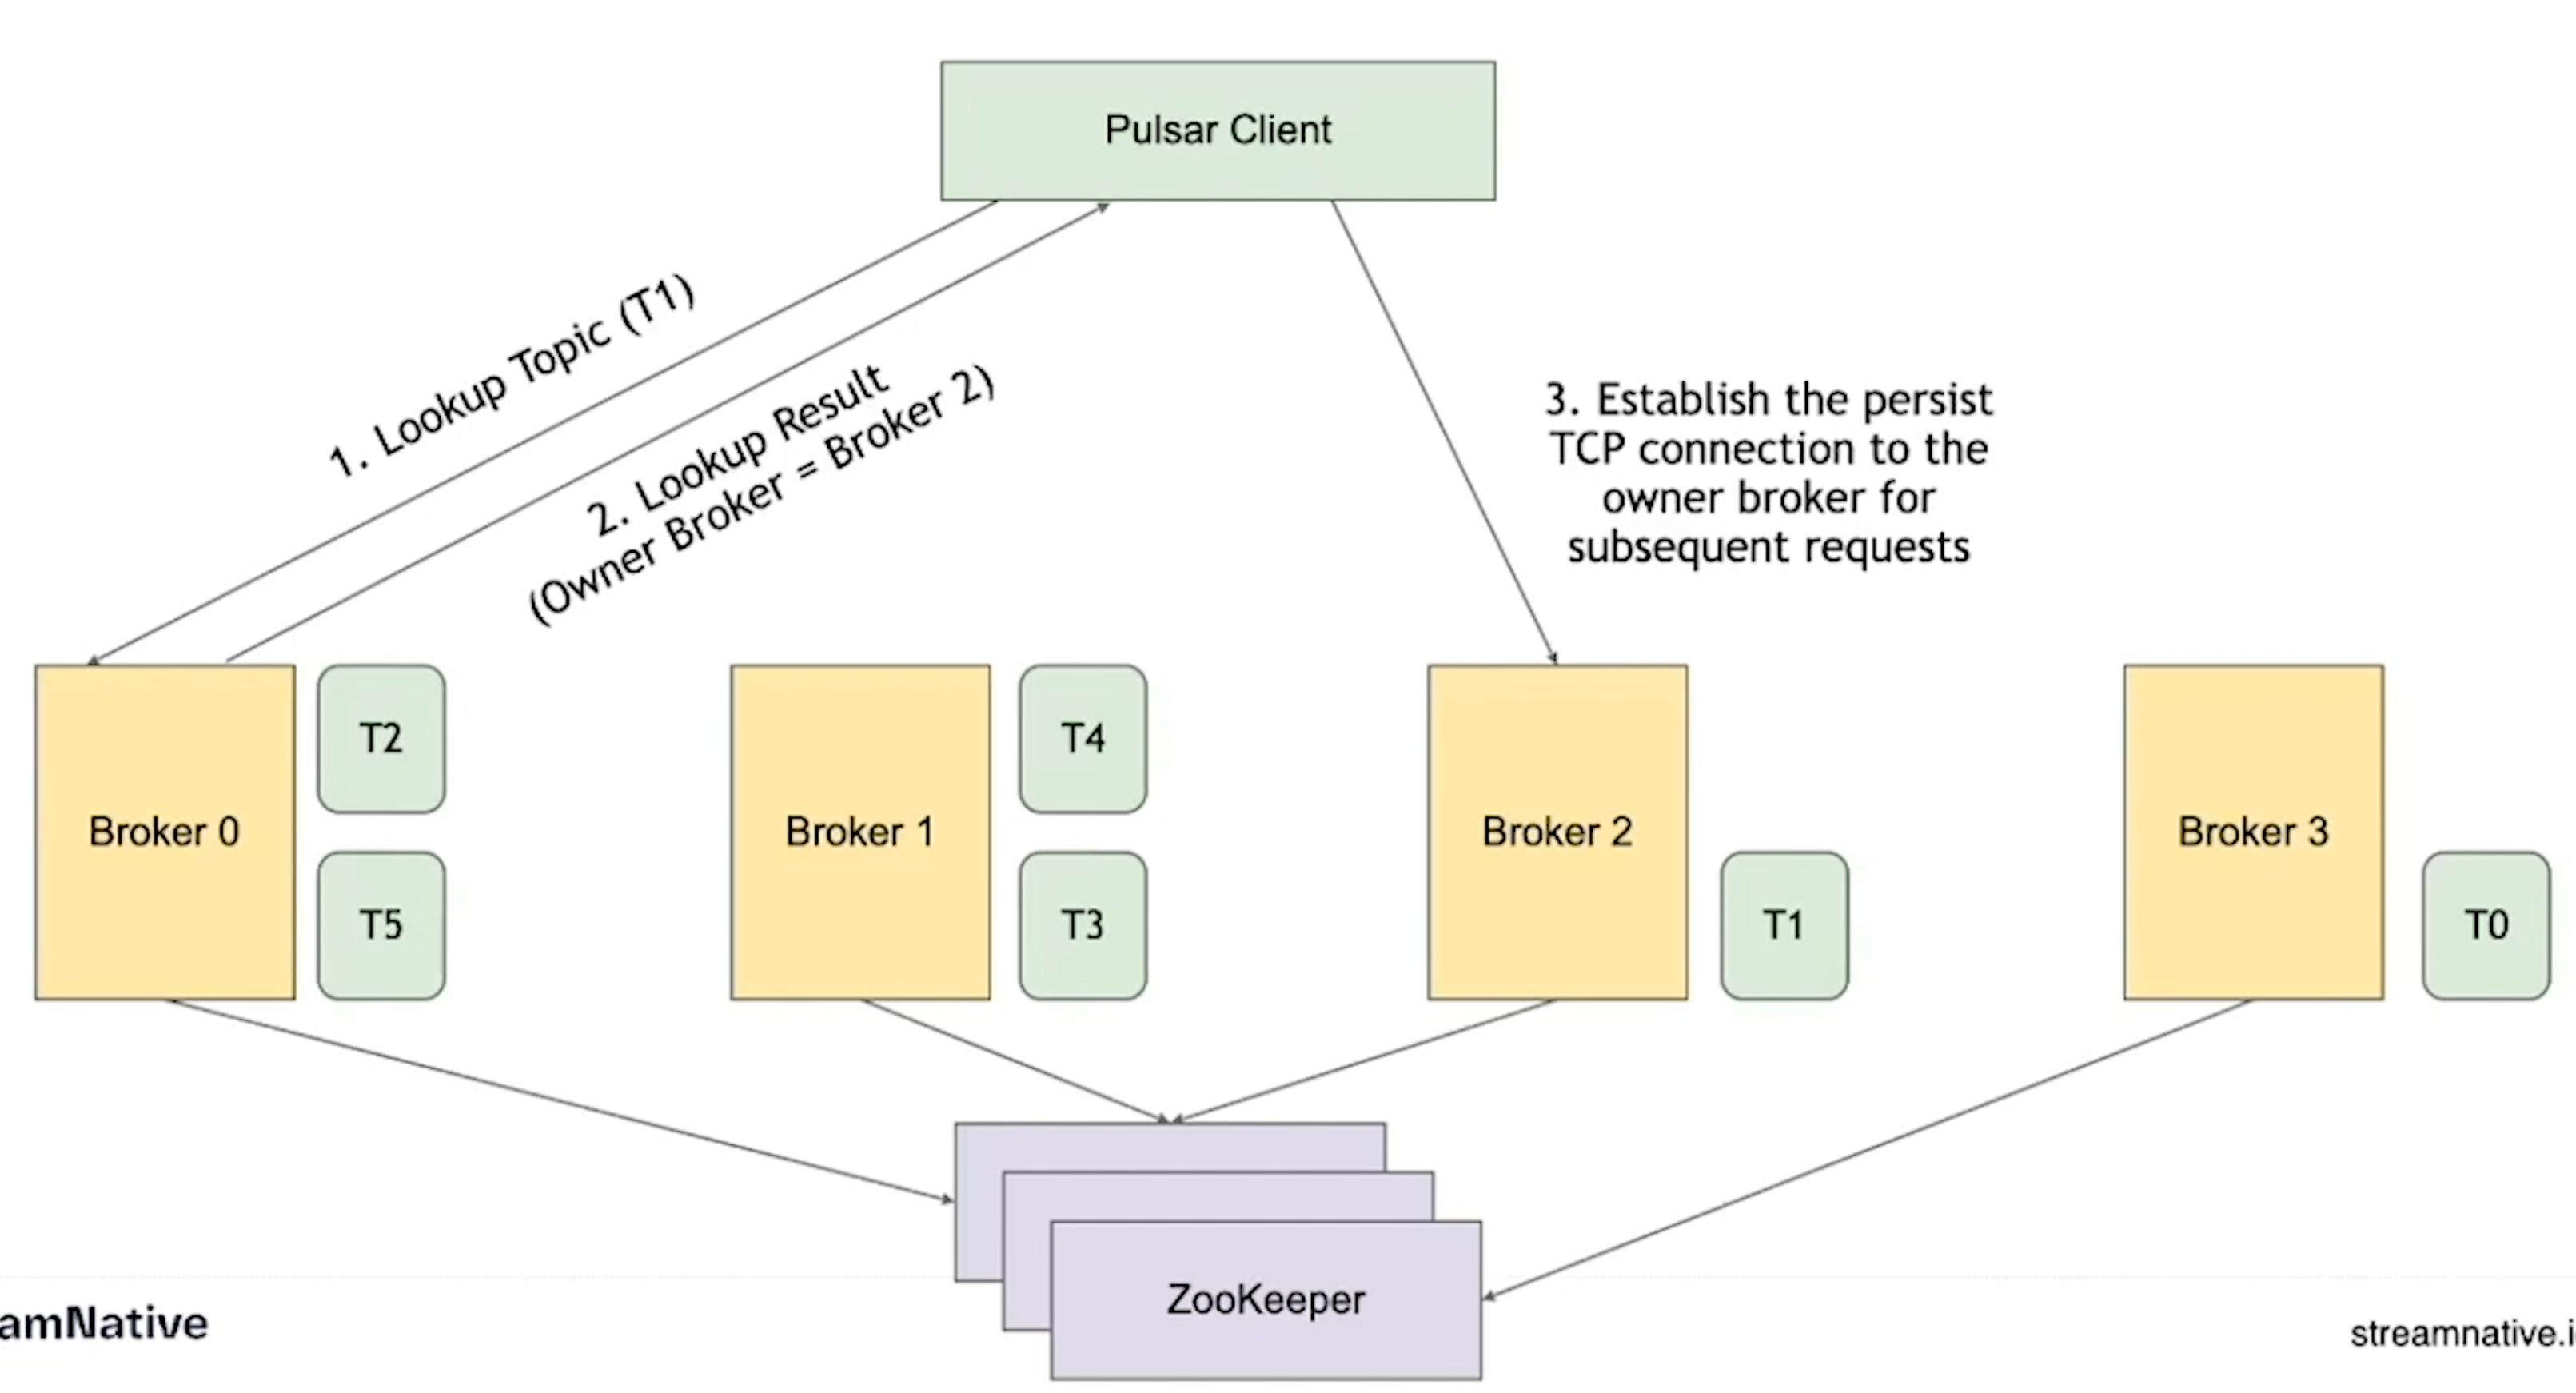 Pulsar Client
1. Lookup Topic (T1)
2. Lookup Result
(Owner Broker = Broker 2)
3. Establish the persist
TCP connection to the
owner broker for
subsequent requests
Broker 0
T2
T5
Broker 1
T4
T3
Broker 2
T1
Broker 3
T0
ZooKeeper
amNative
streamnative.i